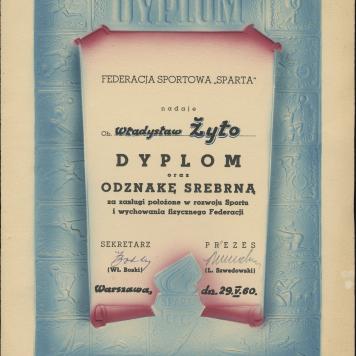 DYPLOM
FEDERACJA SPORTOWA „SPARTA"
nadaje
Ob. Władysław Żyto
DYPLOM
oraz
ODZNAKĘ SREBRNĄ
za zasługi położone w rozwoju Sportu
i wychowania fizycznego Federacji
SEKRETARZ PREZES
(Wł. Boski) (L. Szwedowski)
Warszawa, dn. 29.V.60.
SPARTA